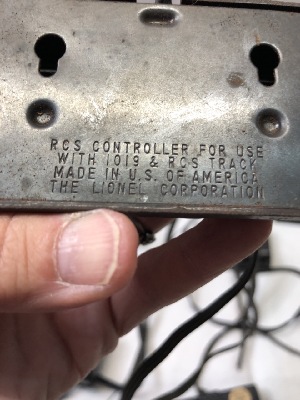 RCS CONTROLLER FOR USE
WITH 1019 & RCS TRACK
MADE IN U.S. OF AMERICA
THE LIONEL CORPORATION